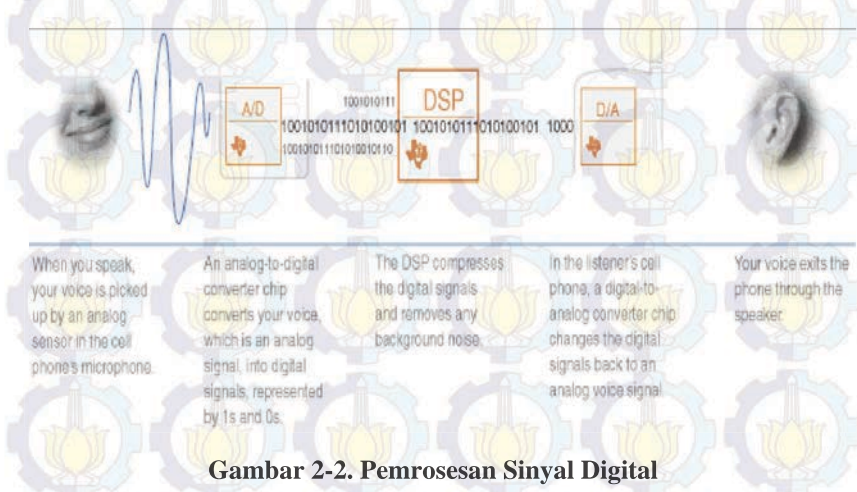 A/D
1001010111
1001010111010100101
100101011101010010110
DSP
1001010111010100101 1000
D/A
When you speak,
your voice is picked
up by an analog
sensor in the cell
phone's microphone.
An analog-to-digital
converter chip
converts your voice,
which is an analog
signal, into digital
signals, represented
by 1s and 0s.
The DSP compresses
the digital signals
and removes any
background noise.
In the listener's cell
phone, a digital-to-
analog converter chip
changes the digital
signals back to an
analog voice signal.
Your voice exits the
phone through the
speaker.
Gambar 2-2. Pemrosesan Sinyal Digital